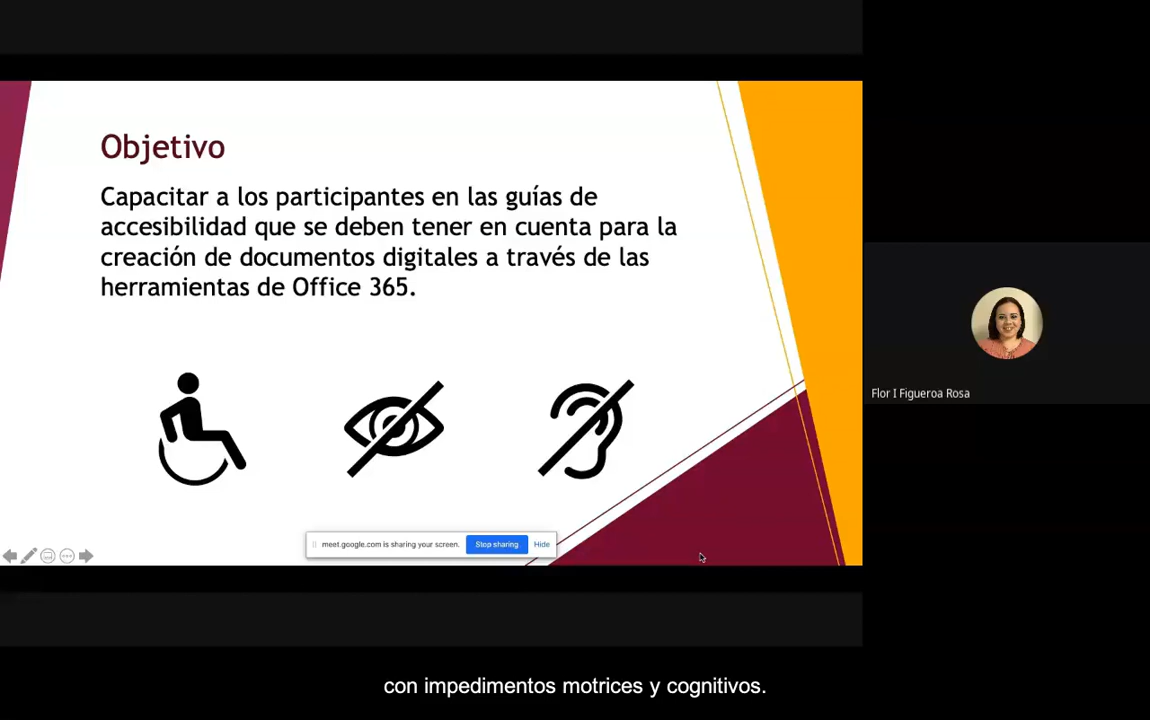 Objetivo
Capacitar a los participantes en las guías de
accesibilidad que se deben tener en cuenta para la
creación de documentos digitales a través de las
herramientas de Office 365.
meet.google.com is sharing your screen. Stop sharing Hide
Flor I Figueroa Rosa
con impedimentos motrices y cognitivos.